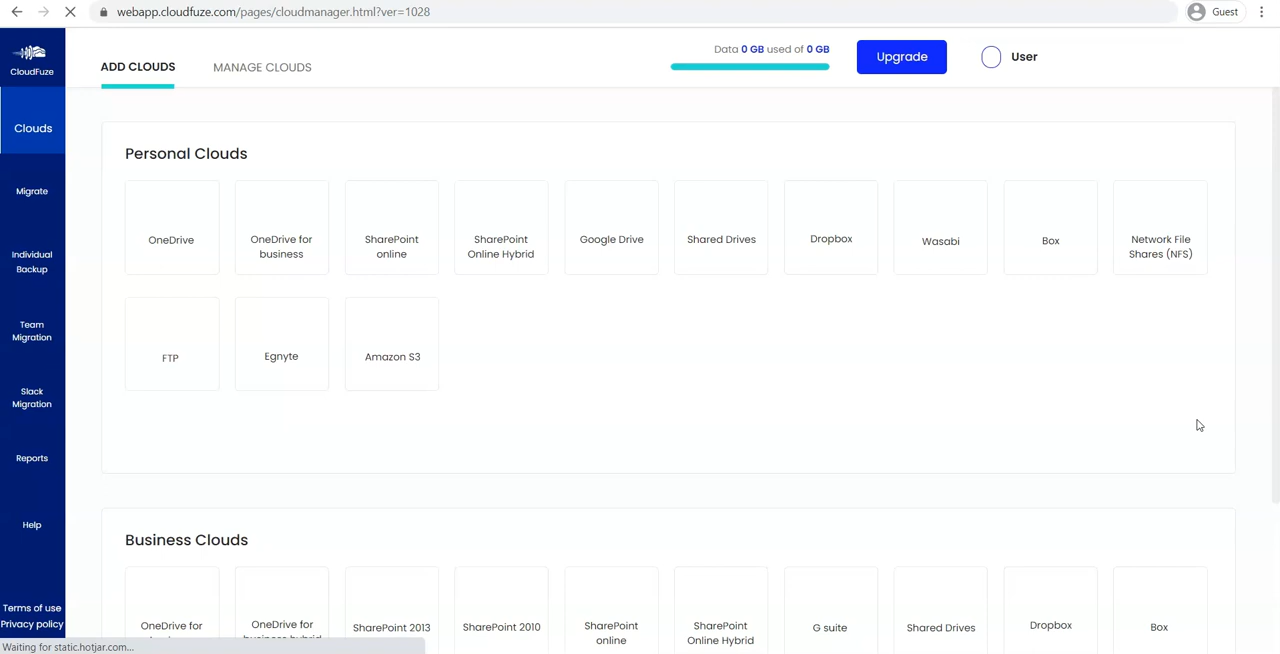 webapp.cloudfuze.com/pages/cloudmanager.html?ver=1028
Guest
CloudFuze
ADD CLOUDS
MANAGE CLOUDS
Data 0 GB used of 0 GB
Upgrade
User
Clouds
Migrate
Individual
Backup
Team
Migration
Slack
Migration
Reports
Help
Terms of use
Privacy policy
Personal Clouds
OneDrive
OneDrive for
business
SharePoint
online
SharePoint
Online Hybrid
Google Drive
Shared Drives
Dropbox
Wasabi
Box
Network File
Shares (NFS)
FTP
Egnyte
Amazon S3
Business Clouds
OneDrive for
OneDrive for
business hybrid
SharePoint 2013
SharePoint 2010
SharePoint
online
SharePoint
Online Hybrid
G suite
Shared Drives
Dropbox
Box
Waiting for static.hotjar.com...